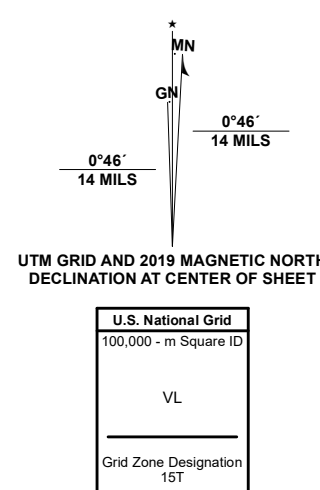 ★
MN
GN
0°46´
14 MILS
0°46´
14 MILS
UTM GRID AND 2019 MAGNETIC NORTH
DECLINATION AT CENTER OF SHEET
U.S. National Grid
100,000 - m Square ID
VL
Grid Zone Designation
15T